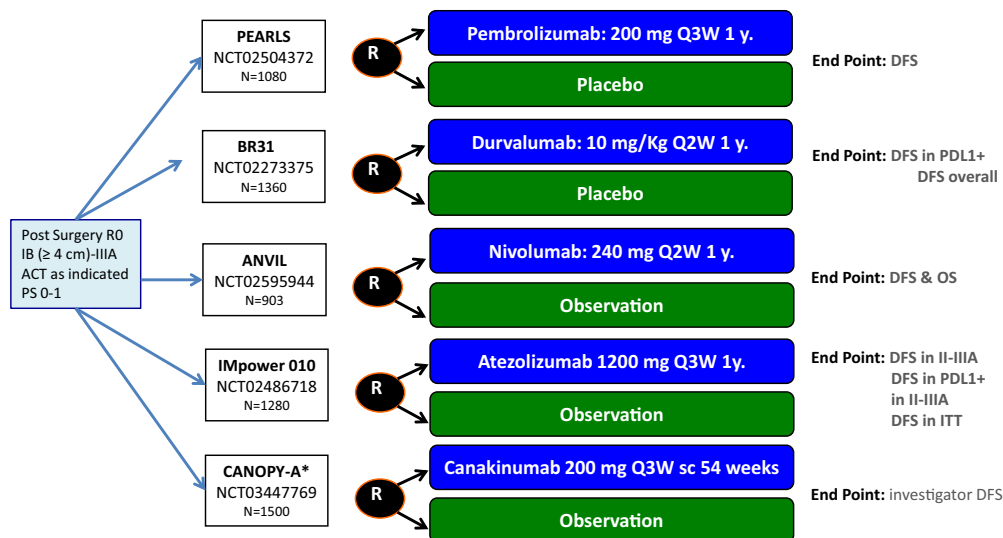 PEARLS
NCT02504372
N=1080
R
Pembrolizumab: 200 mg Q3W 1 y.
Placebo
End Point: DFS
BR31
NCT02273375
N=1360
R
Durvalumab: 10 mg/Kg Q2W 1 y.
Placebo
End Point: DFS in PDL1+
DFS overall
Post Surgery R0
IB (≥ 4 cm)-IIIA
ACT as indicated
PS 0-1
ANVIL
NCT02595944
N=903
R
Nivolumab: 240 mg Q2W 1 y.
Observation
End Point: DFS & OS
IMpower 010
NCT02486718
N=1280
R
Atezolizumab 1200 mg Q3W 1y.
Observation
End Point: DFS in II-IIIA
DFS in PDL1+
in II-IIIA
DFS in ITT
CANOPY-A*
NCT03447769
N=1500
R
Canakinumab 200 mg Q3W sc 54 weeks
Observation
End Point: investigator DFS